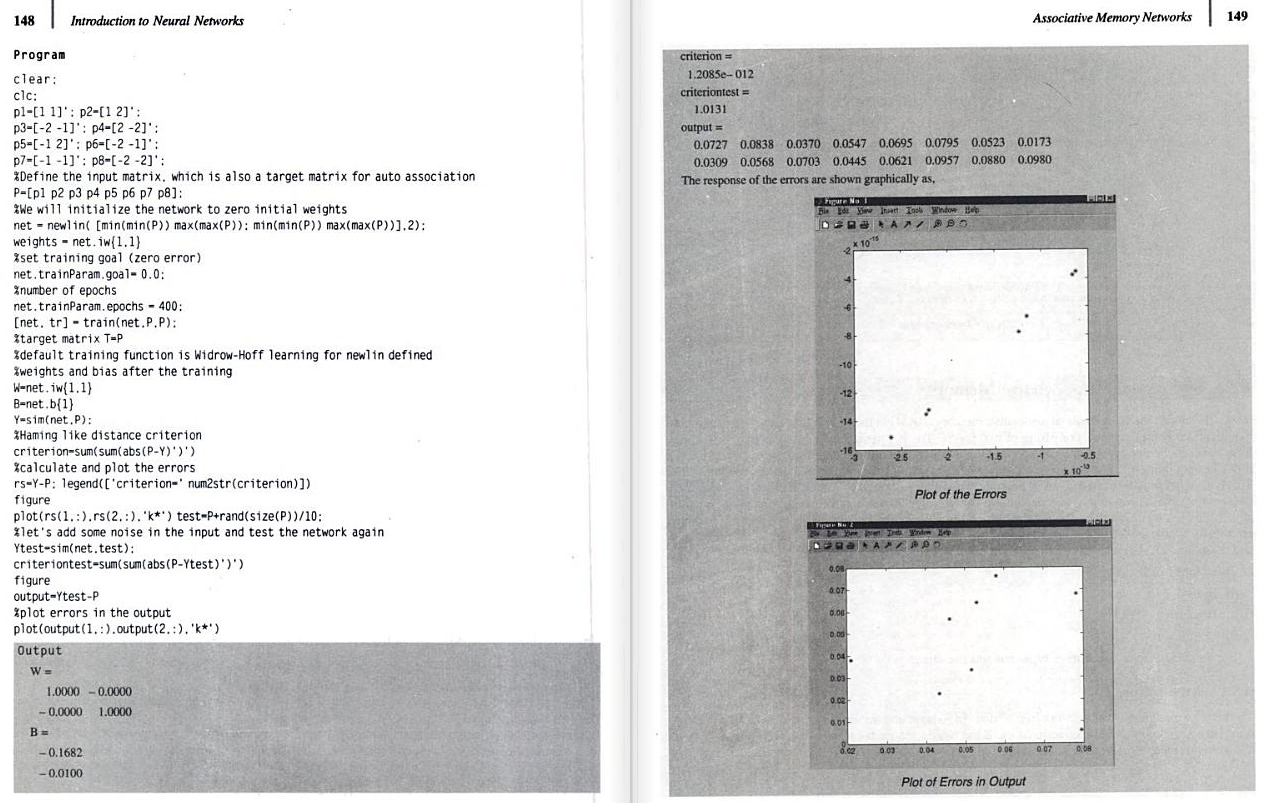 148 Introduction to Neural Networks
Program
clear;
clc;
p1=[1 1]'; p2=[1 2]';
p3=[-2 -1]'; p4=[2 -2]';
p5=[-1 2]'; p6=[-2 -1]';
p7=[-1 -1]'; p8=[-2 -2]';
%Define the input matrix, which is also a target matrix for auto association
P=[p1 p2 p3 p4 p5 p6 p7 p8];
%We will initialize the network to zero initial weights
net = newlin( [min(min(P)) max(max(P)); min(min(P)) max(max(P))],2);
weights = net.iw{1,1}
%set training goal (zero error)
net.trainParam.goal= 0.0;
%number of epochs
net.trainParam.epochs = 400;
[net, tr] = train(net,P,P);
%target matrix T=P
%default training function is Widrow-Hoff learning for newlin defined
%weights and bias after the training
W=net.iw{1,1}
B=net.b{1}
Y=sim(net,P);
%Haming like distance criterion
criterion=sum(sum(abs(P-Y)')')
%calculate and plot the errors
rs=Y-P; legend(['criterion=' num2str(criterion)])
figure
plot(rs(1,:),rs(2,:),'k*') test=P+rand(size(P))/10;
%let's add some noise in the input and test the network again
Ytest=sim(net,test);
criteriontest=sum(sum(abs(P-Ytest)')')
figure
output=Ytest-P
%plot errors in the output
plot(output(1,:),output(2,:),'k*')
Output
W =
1.0000 -0.0000
-0.0000 1.0000
B =
-0.1682
-0.0100
Associative Memory Networks 149
criterion =
1.2085e-012
criteriontest =
1.0131
output =
0.0727 0.0838 0.0370 0.0547 0.0695 0.0795 0.0523 0.0173
0.0309 0.0568 0.0703 0.0445 0.0621 0.0957 0.0880 0.0980
The response of the errors are shown graphically as,
Figure No. 1
File Edit View Insert Tools Window Help
x 10^-15
-2
-4
-6
-8
-10
-12
-14
-16
-3 -2.5 -2 -1.5 -1 -0.5
x 10^-13
Plot of the Errors
Figure No. 2
File Edit View Insert Tools Window Help
0.08
0.07
0.06
0.05
0.04
0.03
0.02
0.01
0
0.02 0.03 0.04 0.05 0.06 0.07 0.08
Plot of Errors in Output